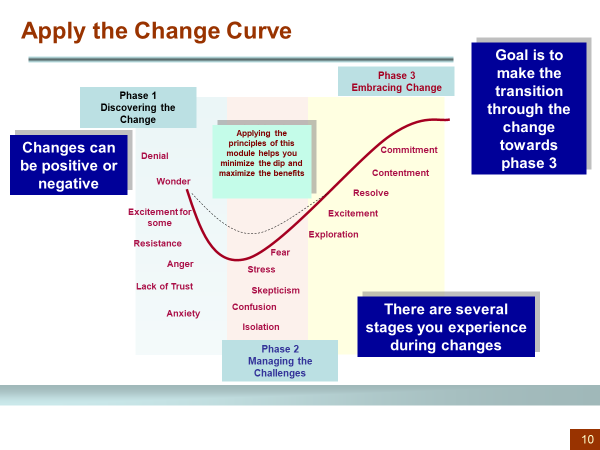 Apply the Change Curve
Goal is to
make the
transition
through the
change
towards
phase 3
Phase 3
Embracing Change
Phase 1
Discovering the
Change
Changes can
be positive or
negative
Applying the
principles of this
module helps you
minimize the dip and
maximize the benefits
Denial
Wonder
Excitement for
some
Resistance
Anger
Lack of Trust
Anxiety
Commitment
Contentment
Resolve
Excitement
Exploration
Fear
Stress
Skepticism
Confusion
Isolation
There are several
stages you experience
during changes
Phase 2
Managing the
Challenges
10